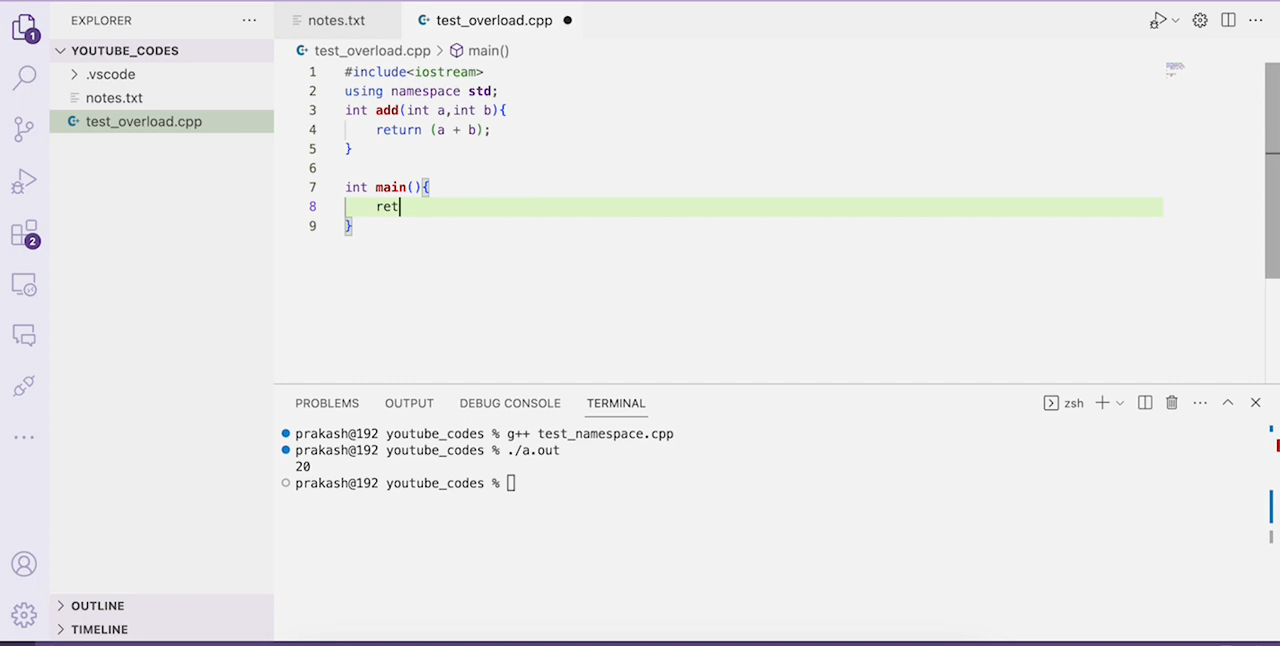 EXPLORER
YOUTUBE_CODES
.vscode
notes.txt
test_overload.cpp
OUTLINE
TIMELINE
1
2
notes.txt
test_overload.cpp
test_overload.cpp > main()
1 #include<iostream>
2 using namespace std;
3 int add(int a,int b){
4 return (a + b);
5 }
6
7 int main(){
8 ret
9 }
PROBLEMS OUTPUT DEBUG CONSOLE TERMINAL
zsh
prakash@192 youtube_codes % g++ test_namespace.cpp
prakash@192 youtube_codes % ./a.out
20
prakash@192 youtube_codes %